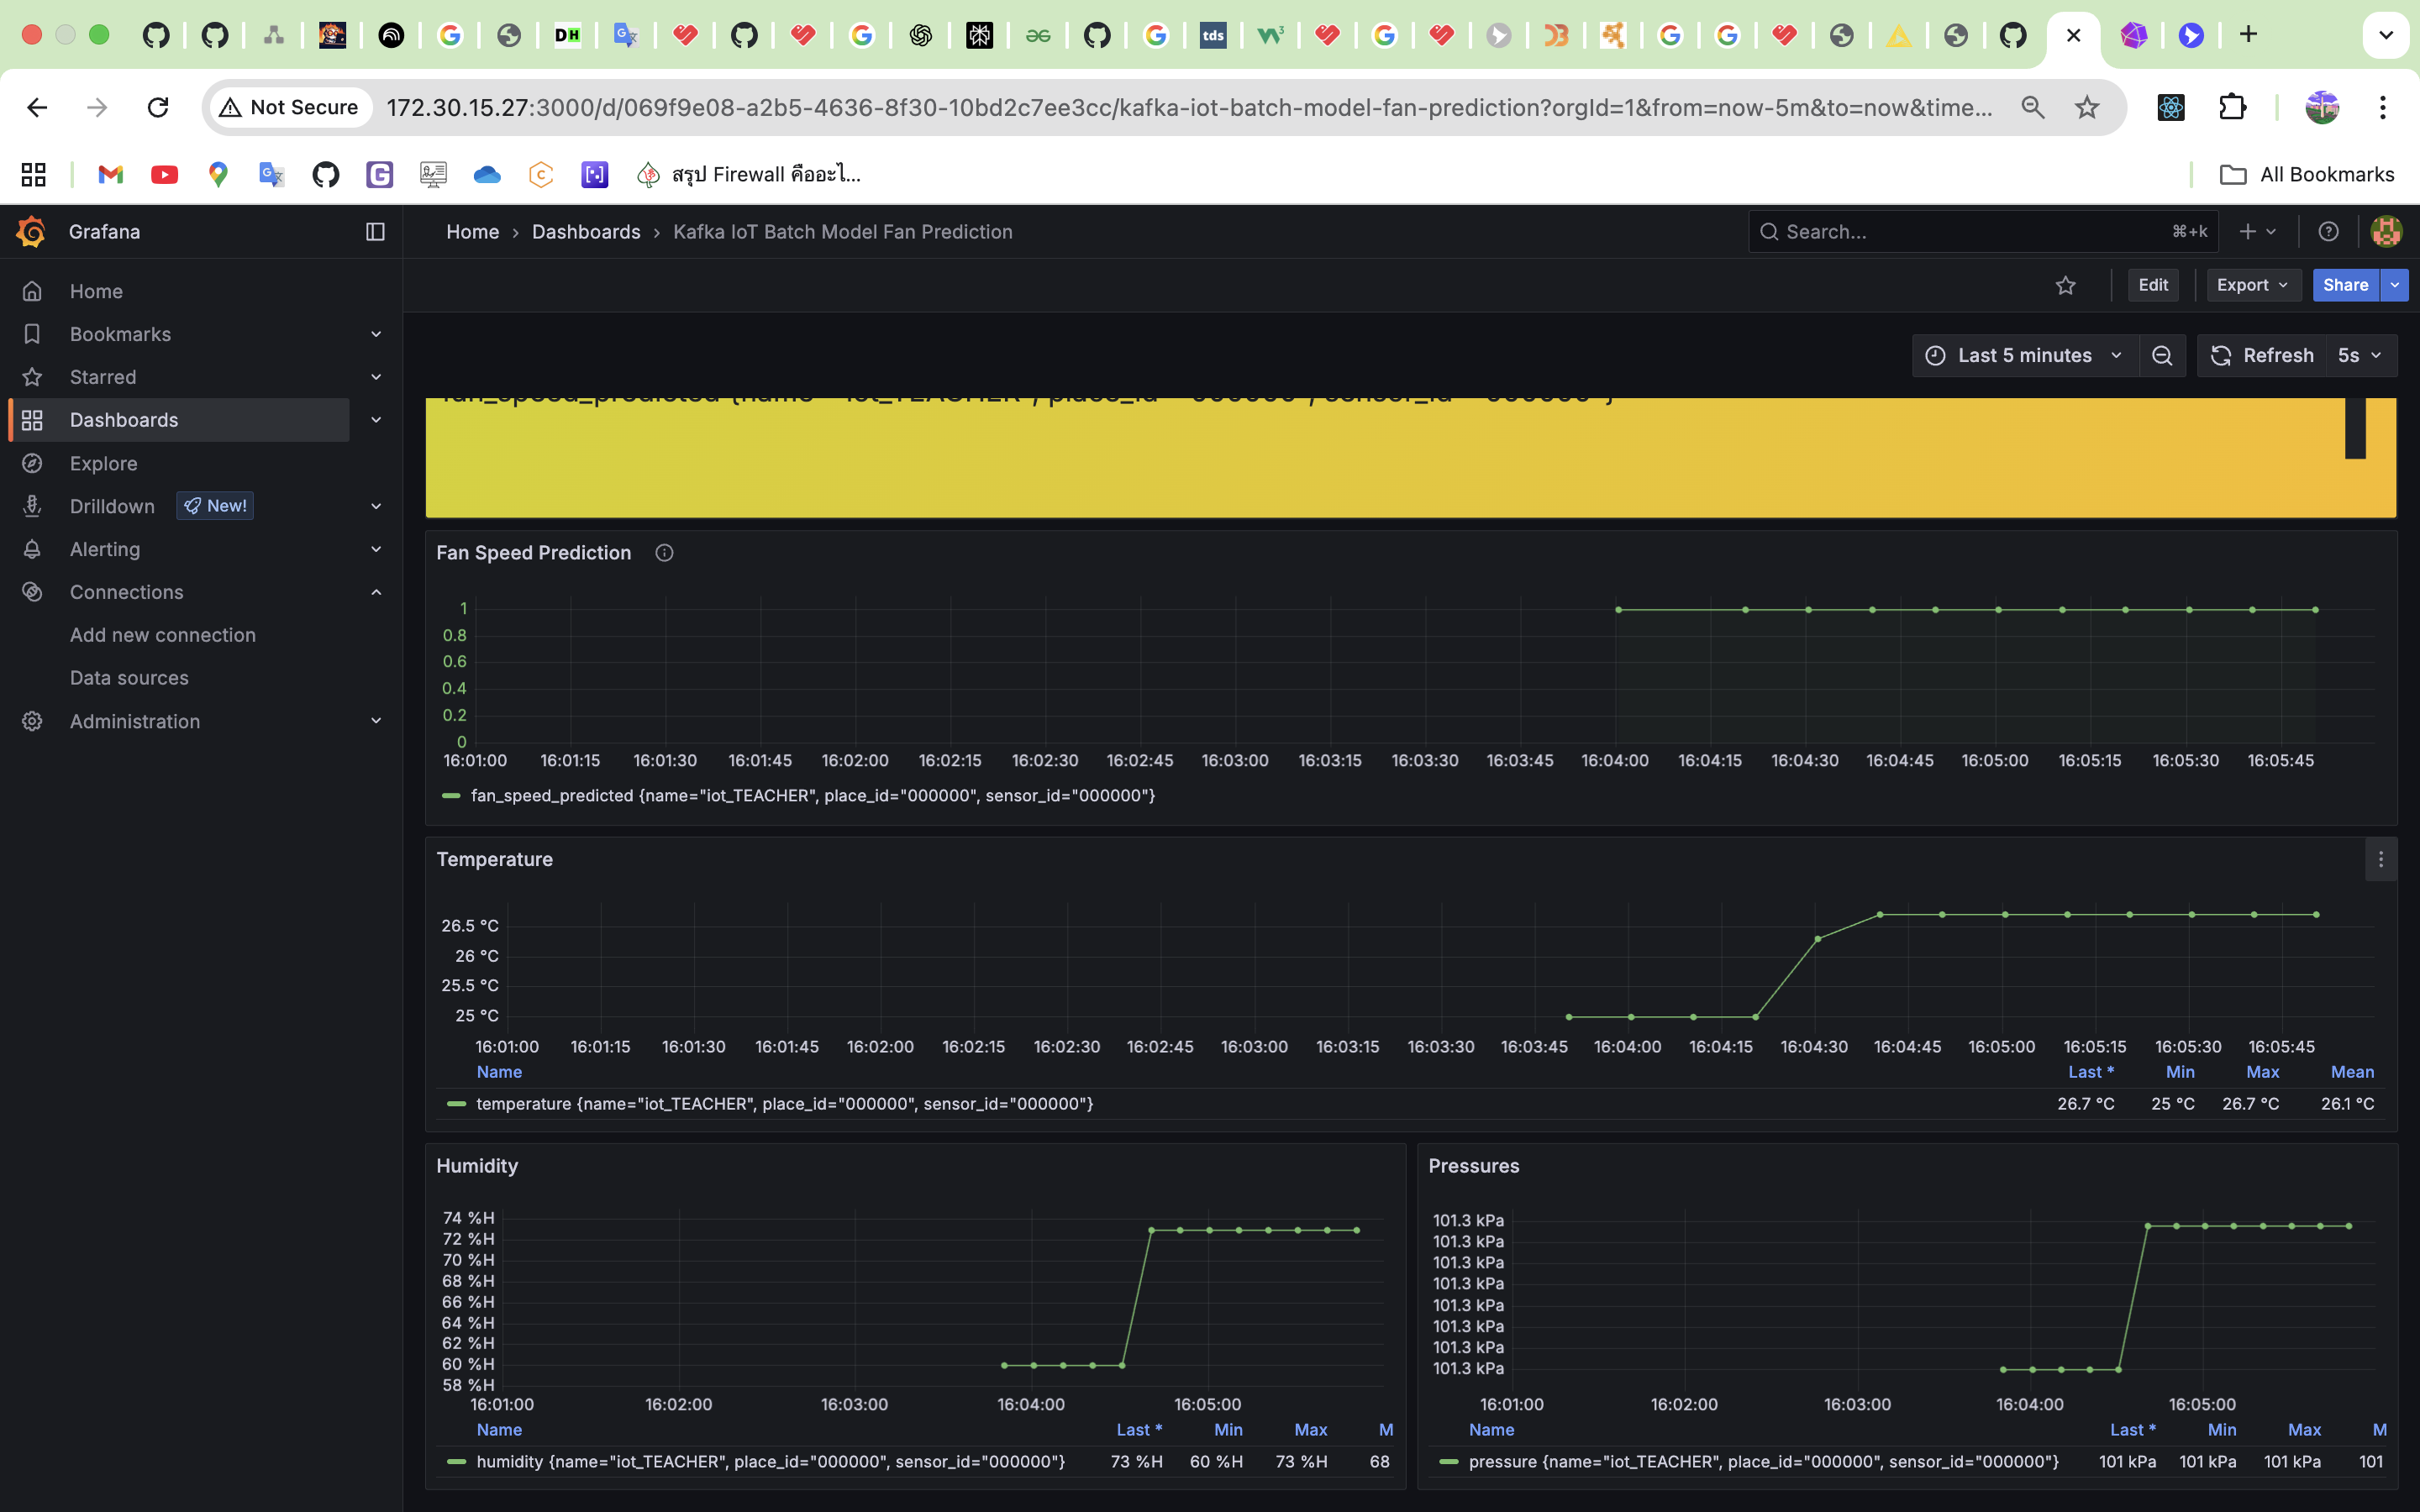 DH
tds
Not Secure
172.30.15.27:3000/d/069f9e08-a2b5-4636-8f30-10bd2c7ee3cc/kafka-iot-batch-model-fan-prediction?orgId=1&from=now-5m&to=now&time...
สรุป Firewall คืออะไ...
All Bookmarks
Grafana
Home › Dashboards › Kafka IoT Batch Model Fan Prediction
Search... ⌘+k
Edit Export Share
Home
Bookmarks
Starred
Dashboards
Explore
Drilldown New!
Alerting
Connections
Add new connection
Data sources
Administration
Last 5 minutes Refresh 5s
fan_speed_predicted {name="iot_TEACHER", place_id="000000", sensor_id="000000"}
Fan Speed Prediction
1
0.8
0.6
0.4
0.2
0
16:01:00 16:01:15 16:01:30 16:01:45 16:02:00 16:02:15 16:02:30 16:02:45 16:03:00 16:03:15 16:03:30 16:03:45 16:04:00 16:04:15 16:04:30 16:04:45 16:05:00 16:05:15 16:05:30 16:05:45
fan_speed_predicted {name="iot_TEACHER", place_id="000000", sensor_id="000000"}
Temperature
26.5 °C
26 °C
25.5 °C
25 °C
16:01:00 16:01:15 16:01:30 16:01:45 16:02:00 16:02:15 16:02:30 16:02:45 16:03:00 16:03:15 16:03:30 16:03:45 16:04:00 16:04:15 16:04:30 16:04:45 16:05:00 16:05:15 16:05:30 16:05:45
Name Last * Min Max Mean
temperature {name="iot_TEACHER", place_id="000000", sensor_id="000000"} 26.7 °C 25 °C 26.7 °C 26.1 °C
Humidity
74 %H
72 %H
70 %H
68 %H
66 %H
64 %H
62 %H
60 %H
58 %H
16:01:00 16:02:00 16:03:00 16:04:00 16:05:00
Name Last * Min Max M
humidity {name="iot_TEACHER", place_id="000000", sensor_id="000000"} 73 %H 60 %H 73 %H 68
Pressures
101.3 kPa
101.3 kPa
101.3 kPa
101.3 kPa
101.3 kPa
101.3 kPa
101.3 kPa
101.3 kPa
16:01:00 16:02:00 16:03:00 16:04:00 16:05:00
Name Last * Min Max M
pressure {name="iot_TEACHER", place_id="000000", sensor_id="000000"} 101 kPa 101 kPa 101 kPa 101